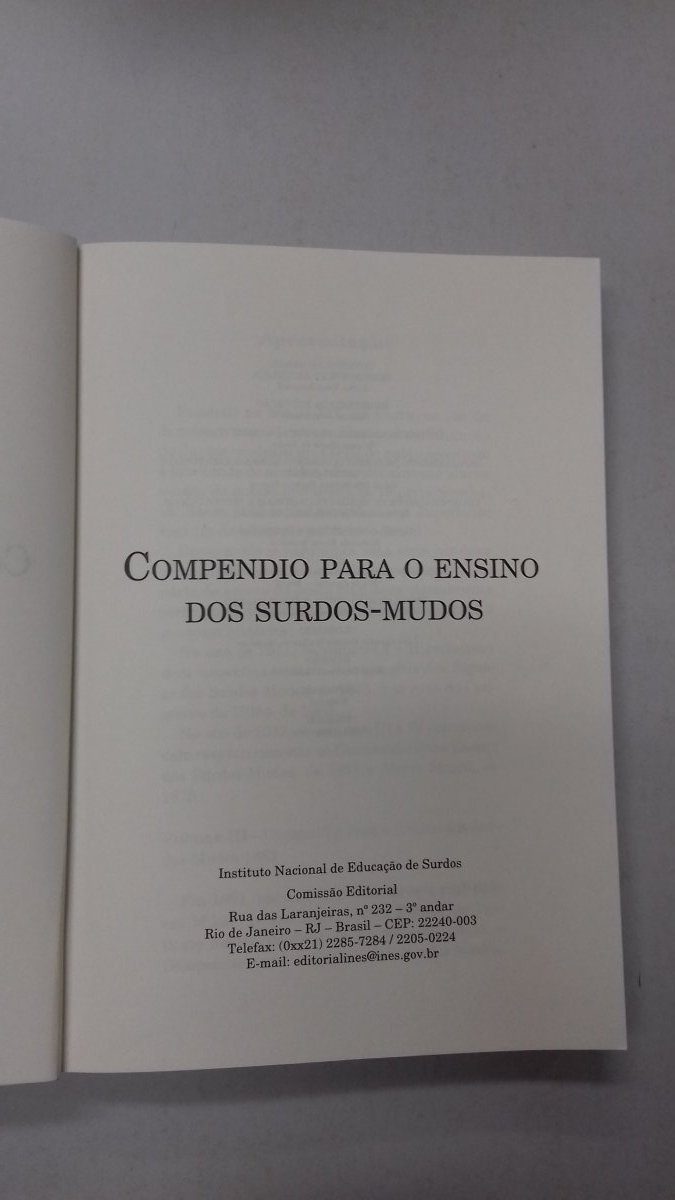 COMPENDIO PARA O ENSINO
DOS SURDOS-MUDOS
Instituto Nacional de Educação de Surdos
Comissão Editorial
Rua das Laranjeiras, nº 232 – 3º andar
Rio de Janeiro – RJ – Brasil – CEP: 22240-003
Telefax: (0xx21) 2285-7284 / 2205-0224
E-mail: editorialines@ines.gov.br